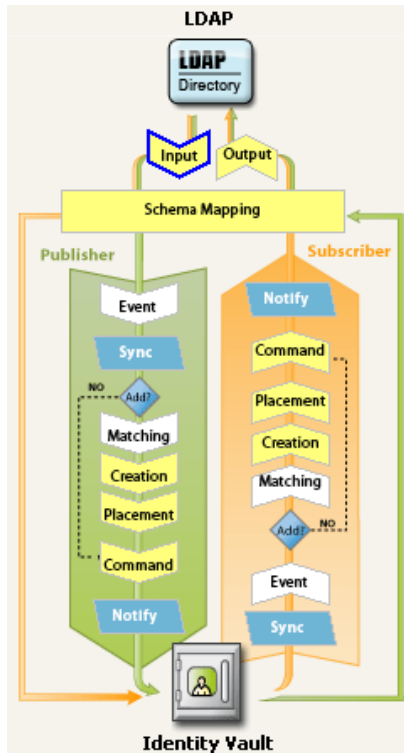 LDAP
LDAP
Directory
Input
Output
Schema Mapping
Publisher
Subscriber
Event
Sync
NO
Add?
Matching
Creation
Placement
Command
Notify
Notify
Command
Placement
Creation
Matching
Add?
NO
Event
Sync
Identity Vault